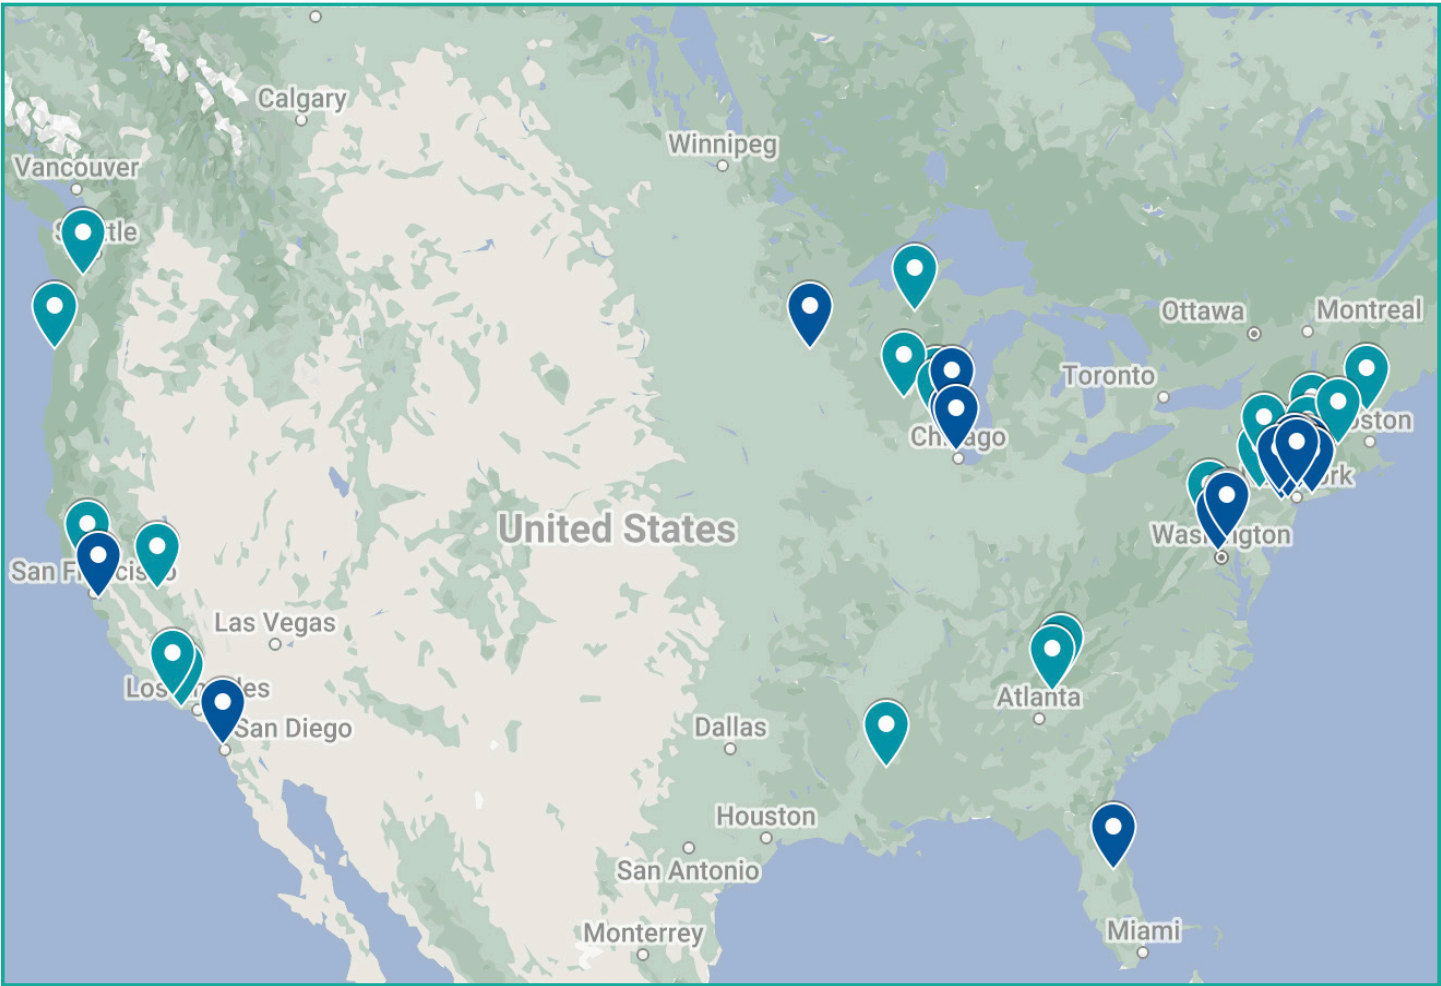 Calgary
Winnipeg
Vancouver
Ottawa
Montreal
Toronto
United States
Las Vegas
San Diego
Dallas
Atlanta
Houston
San Antonio
Monterrey
Miami